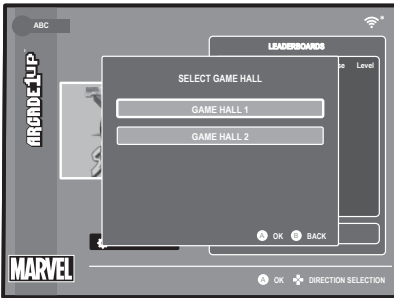 ABC
LEADERBOARDS
se Level
ARCADE1UP
SELECT GAME HALL
GAME HALL 1
GAME HALL 2
A OK B BACK
MARVEL
A OK DIRECTION SELECTION